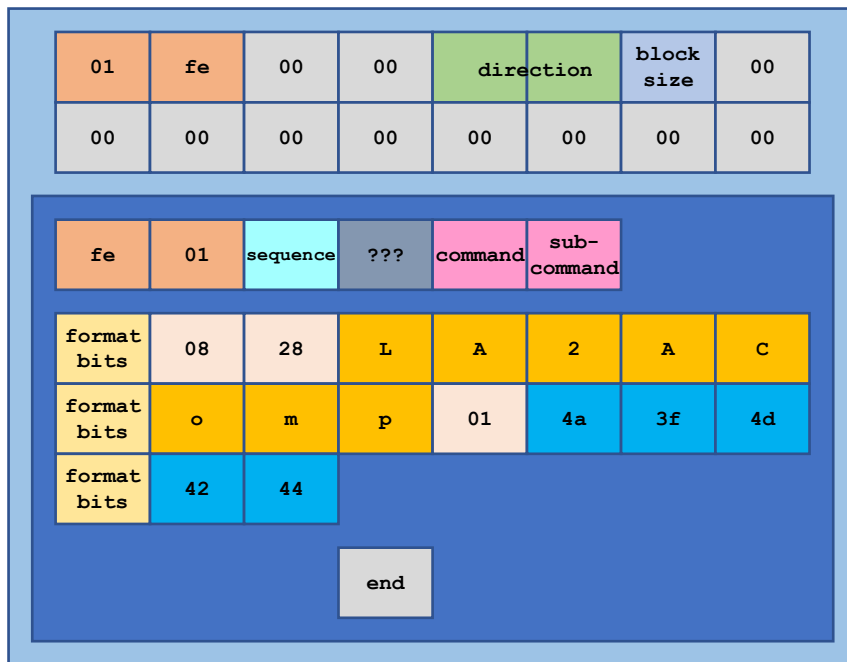 01 fe 00 00 direction block size 00
00 00 00 00 00 00 00 00
fe 01 sequence ??? command sub-command
format bits 08 28 L A 2 A C
format bits o m p 01 4a 3f 4d
format bits 42 44
end